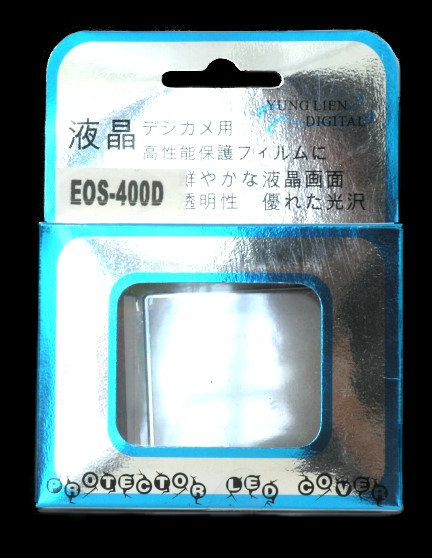 YUNG LIEN
DIGITAL
液晶
デジカメ用
高性能保護フィルムに
鮮やかな液晶画面
EOS-400D
透明性 優れた光沢
PROTECTOR LED COVER